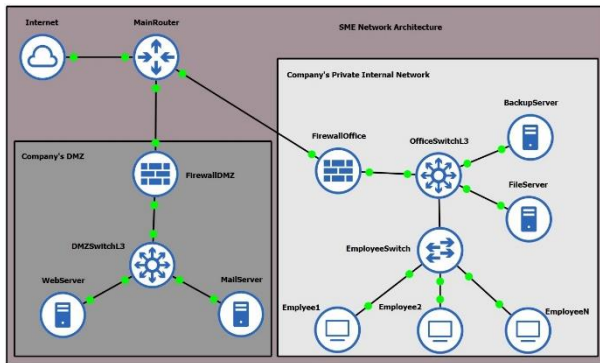 SME Network Architecture
Internet
MainRouter
Company's Private Internal Network
BackupServer
FirewallOffice
OfficeSwitchL3
Company's DMZ
FirewallDMZ
FileServer
DMZSwitchL3
EmployeeSwitch
WebServer
MailServer
Emplyee1
Employee2
EmployeeN